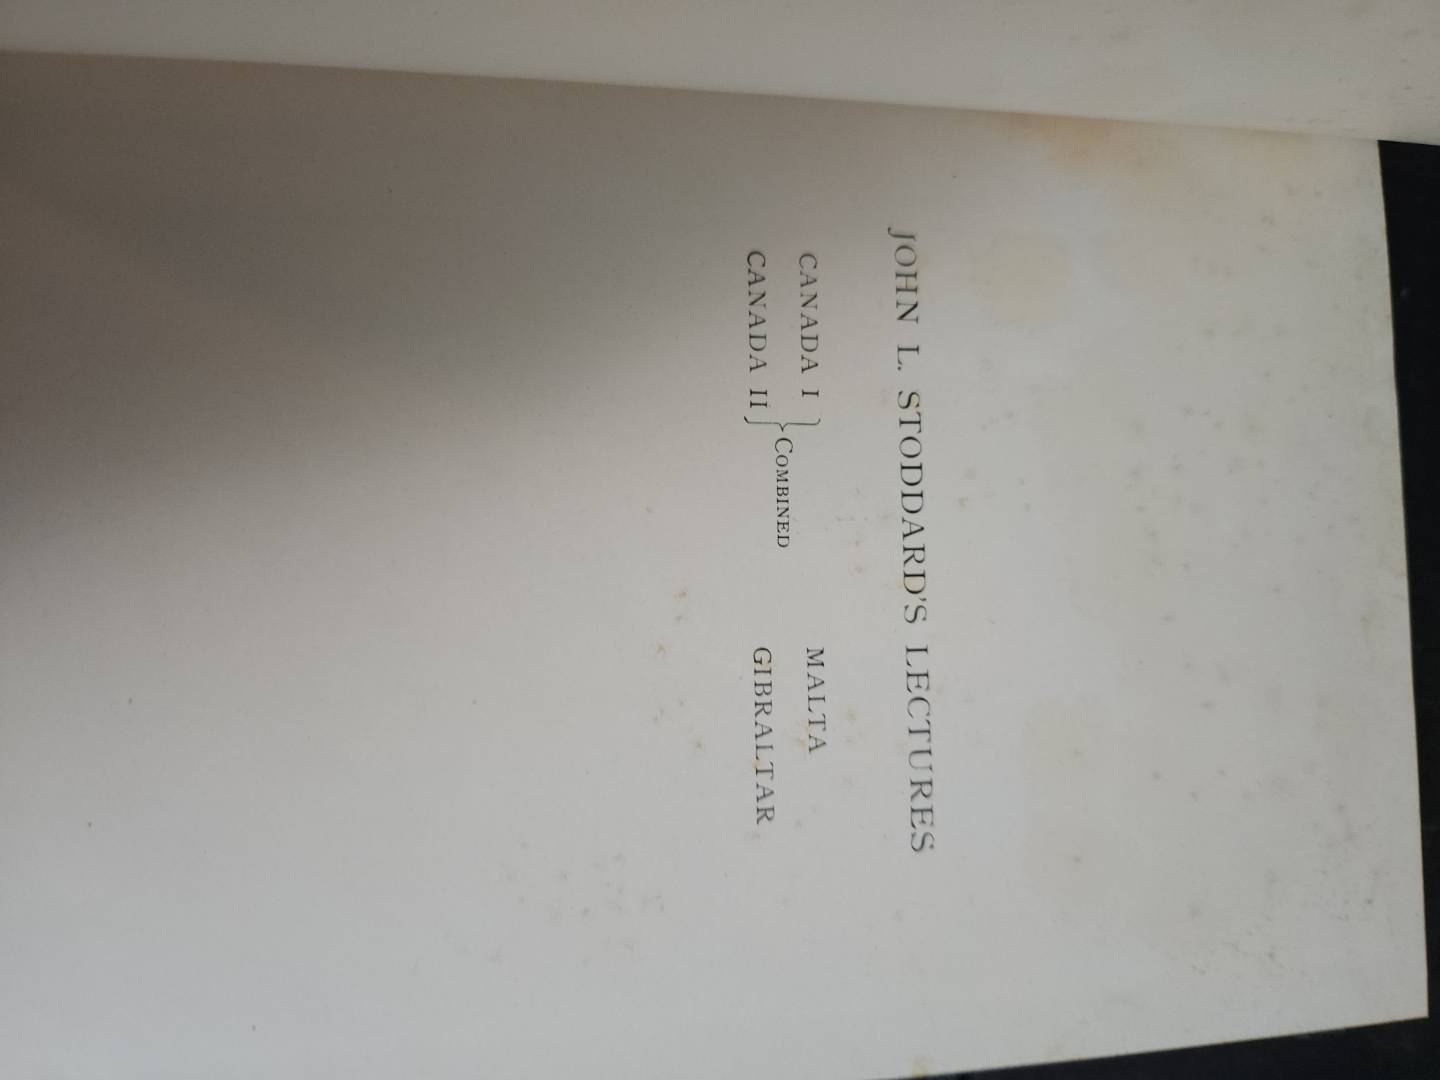 JOHN L. STODDARD'S LECTURES
CANADA I
CANADA II
} COMBINED
MALTA
GIBRALTAR